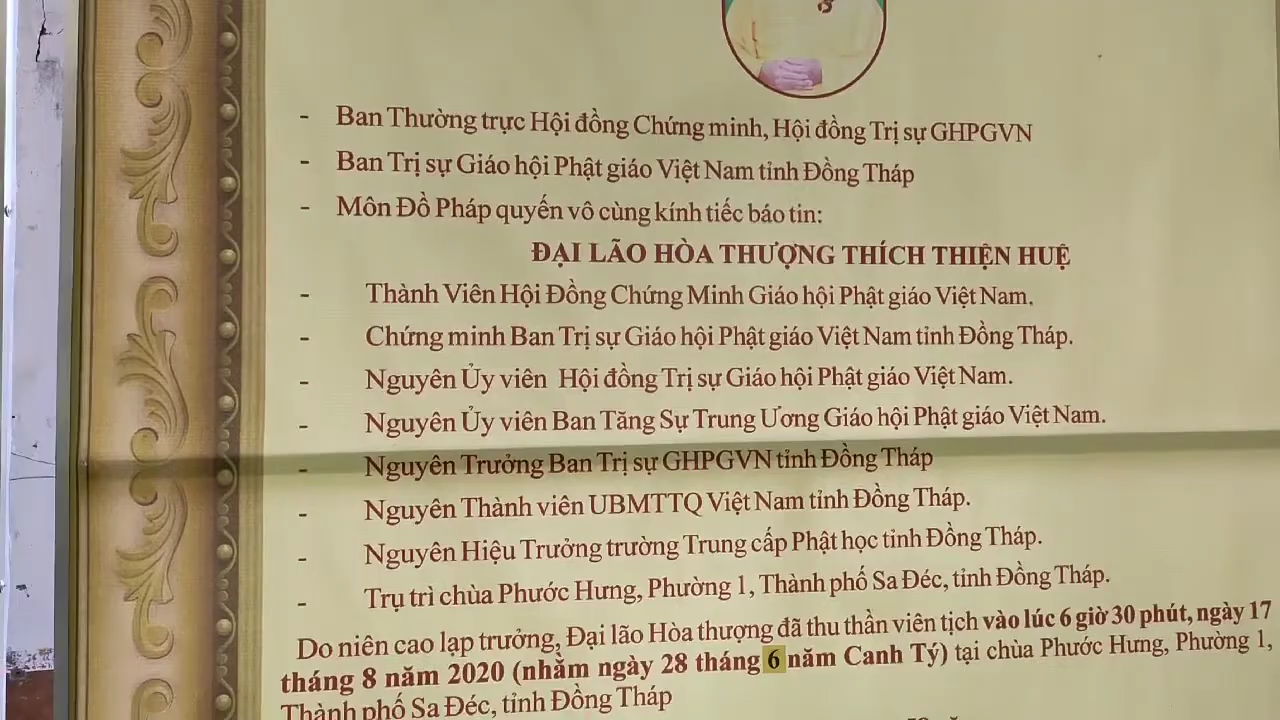 - Ban Thường trực Hội đồng Chứng minh, Hội đồng Trị sự GHPGVN
- Ban Trị sự Giáo hội Phật giáo Việt Nam tỉnh Đồng Tháp
- Môn Đồ Pháp quyến vô cùng kính tiếc báo tin:
ĐẠI LÃO HÒA THƯỢNG THÍCH THIỆN HUỆ
- Thành Viên Hội Đồng Chứng Minh Giáo hội Phật giáo Việt Nam.
- Chứng minh Ban Trị sự Giáo hội Phật giáo Việt Nam tỉnh Đồng Tháp.
- Nguyên Ủy viên Hội đồng Trị sự Giáo hội Phật giáo Việt Nam.
- Nguyên Ủy viên Ban Tăng Sự Trung Ương Giáo hội Phật giáo Việt Nam.
- Nguyên Trưởng Ban Trị sự GHPGVN tỉnh Đồng Tháp
- Nguyên Thành viên UBMTTQ Việt Nam tỉnh Đồng Tháp.
- Nguyên Hiệu Trưởng trường Trung cấp Phật học tỉnh Đồng Tháp.
- Trụ trì chùa Phước Hưng, Phường 1, Thành phố Sa Đéc, tỉnh Đồng Tháp.
Do niên cao lạp trưởng, Đại lão Hòa thượng đã thu thần viên tịch vào lúc 6 giờ 30 phút, ngày 17
tháng 8 năm 2020 (nhằm ngày 28 tháng 6 năm Canh Tý) tại chùa Phước Hưng, Phường 1,
Thành phố Sa Đéc, tỉnh Đồng Tháp